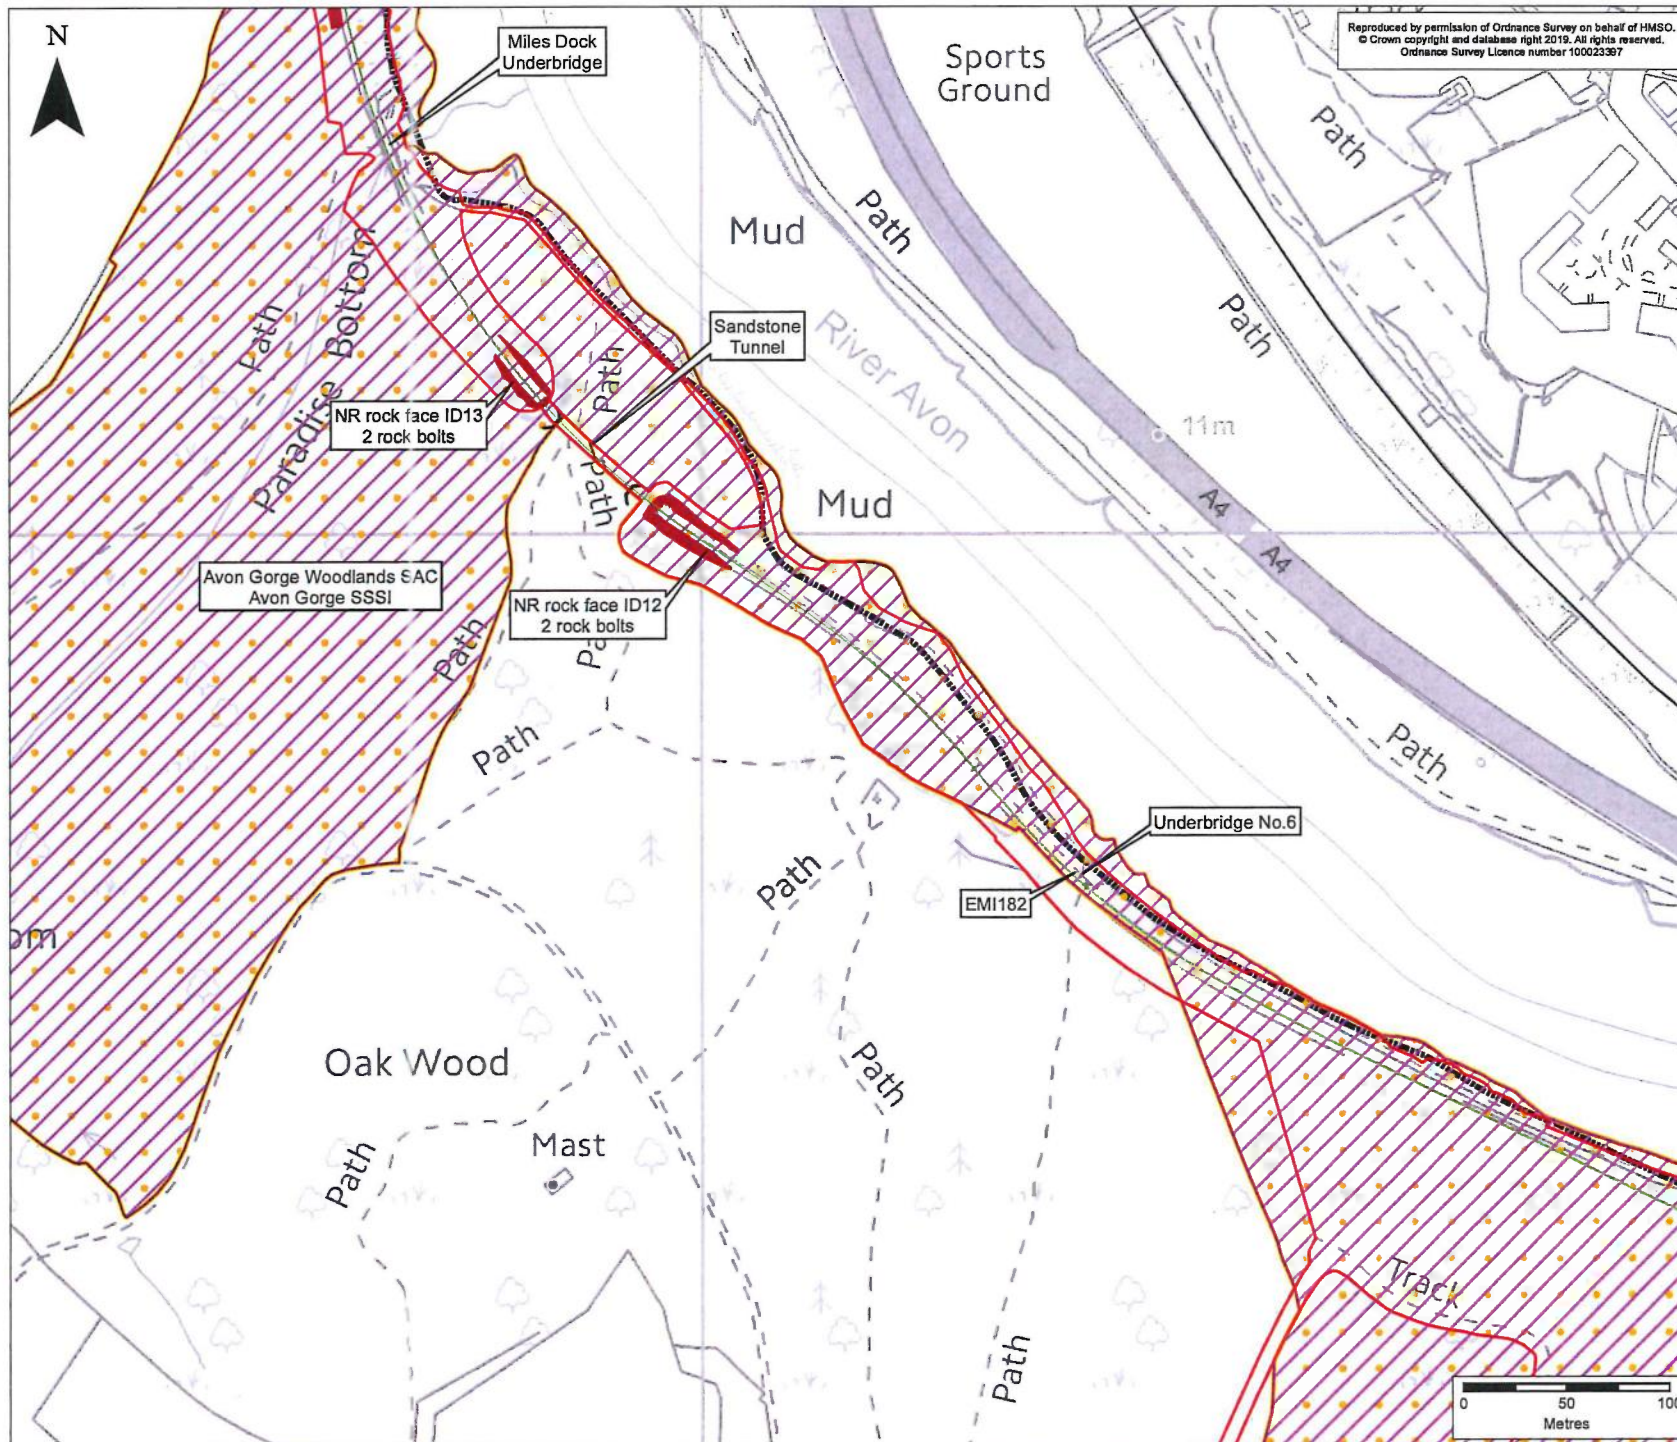 N
Miles Dock
Underbridge
Sports
Ground
Reproduced by permission of Ordnance Survey on behalf of HMSO.
© Crown copyright and database right 2019. All rights reserved.
Ordnance Survey Licence number 100023397
Path
Path
Mud
Path
Path
Paradise Bottom
Sandstone
Tunnel
River Avon
Path
NR rock face ID13
2 rock bolts
11m
Path
Mud
A4
A4
Avon Gorge Woodlands SAC
Avon Gorge SSSI
NR rock face ID12
2 rock bolts
Path
Path
Path
Underbridge No.6
Path
EMI182
Oak Wood
Path
Mast
Path
Track
Path
0 50 100
Metres